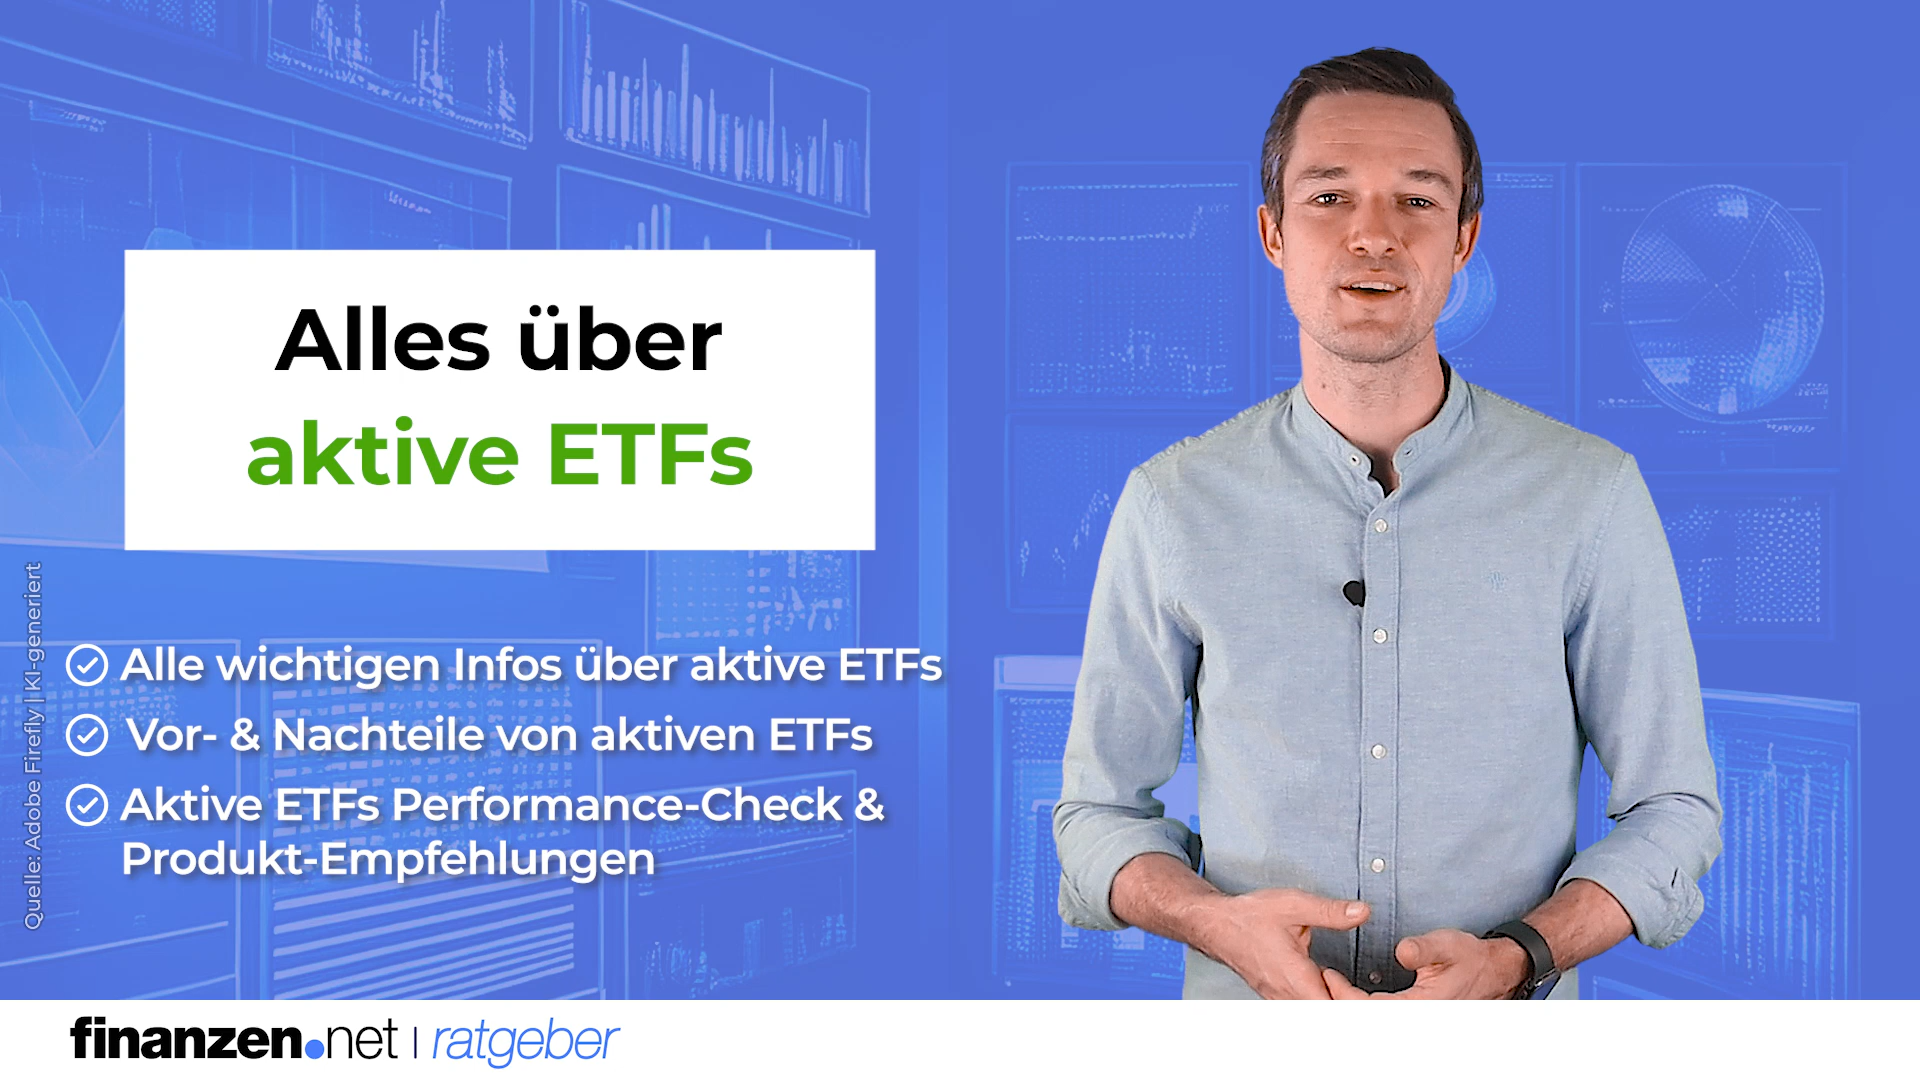 Alles über
aktive ETFs
Alle wichtigen Infos über aktive ETFs
Vor- & Nachteile von aktiven ETFs
Aktive ETFs Performance-Check &
Produkt-Empfehlungen
Quelle: Adobe Firefly | KI-generiert
finanzen.net | ratgeber